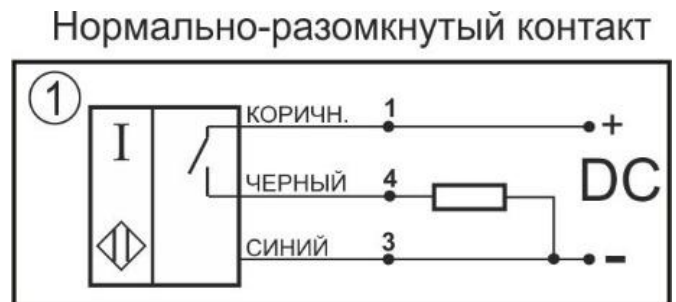 Нормально-разомкнутый контакт
1
I
КОРИЧН. 1 +
ЧЕРНЫЙ 4 DC
СИНИЙ 3 -